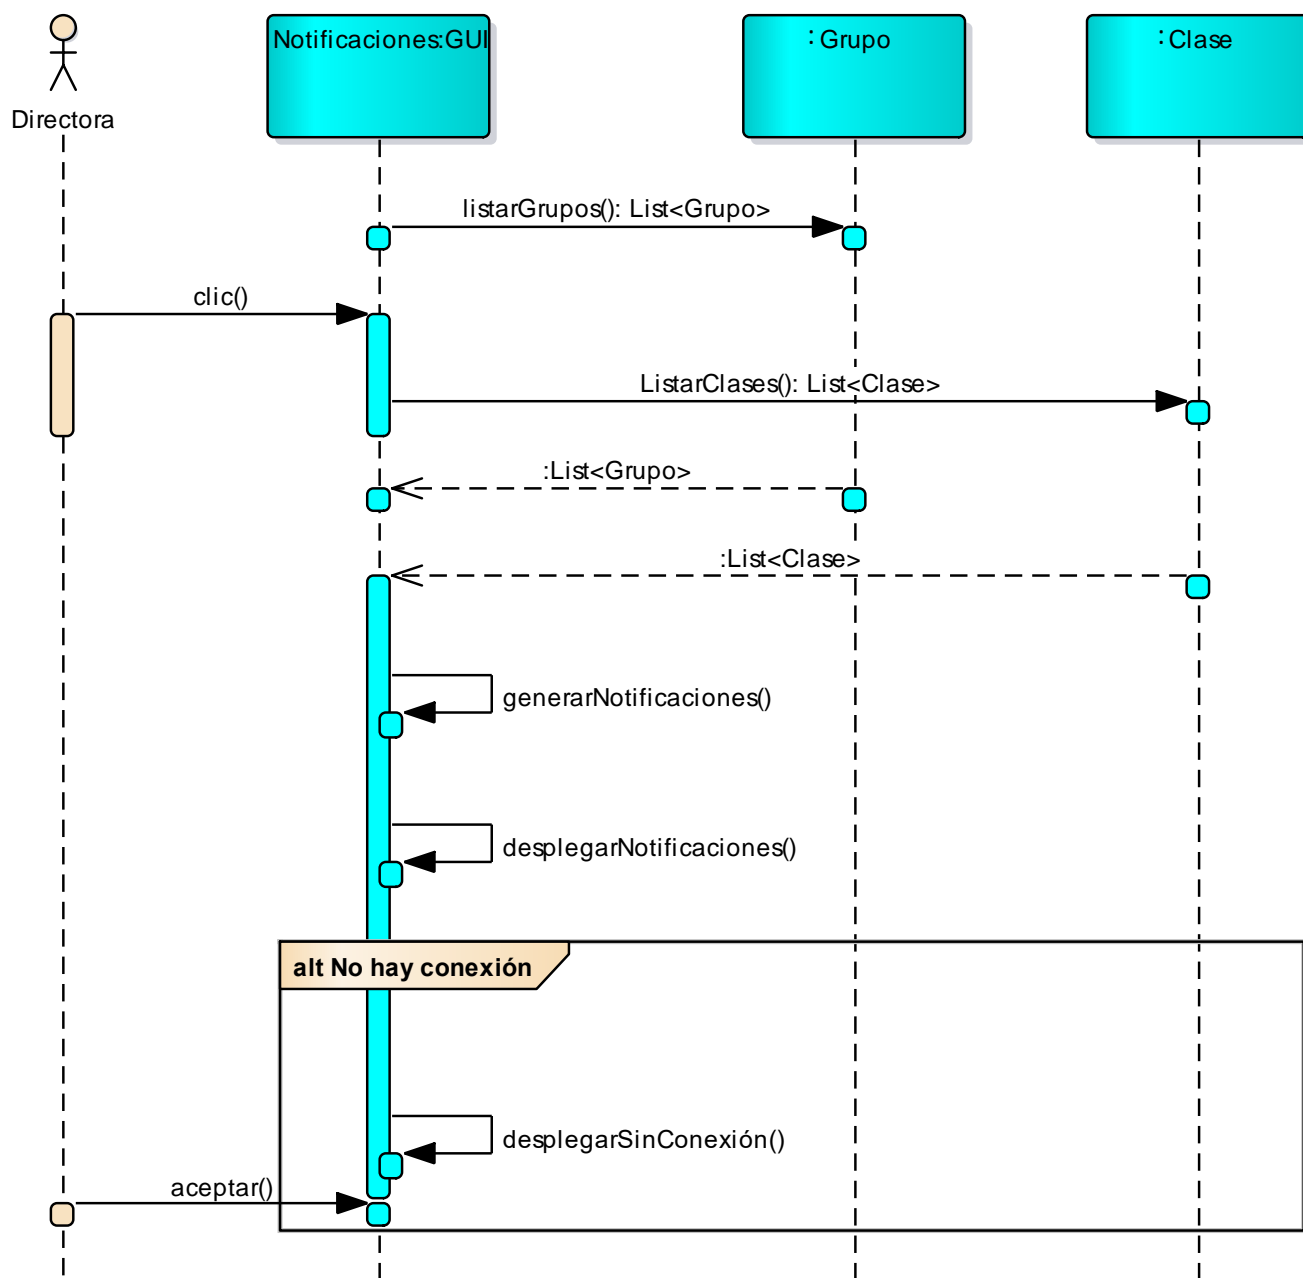 Notificaciones:GUI
:Grupo
:Clase
Directora
listarGrupos(): List<Grupo>
clic()
ListarClases(): List<Clase>
:List<Grupo>
:List<Clase>
generarNotificaciones()
desplegarNotificaciones()
alt No hay conexión
desplegarSinConexión()
aceptar()